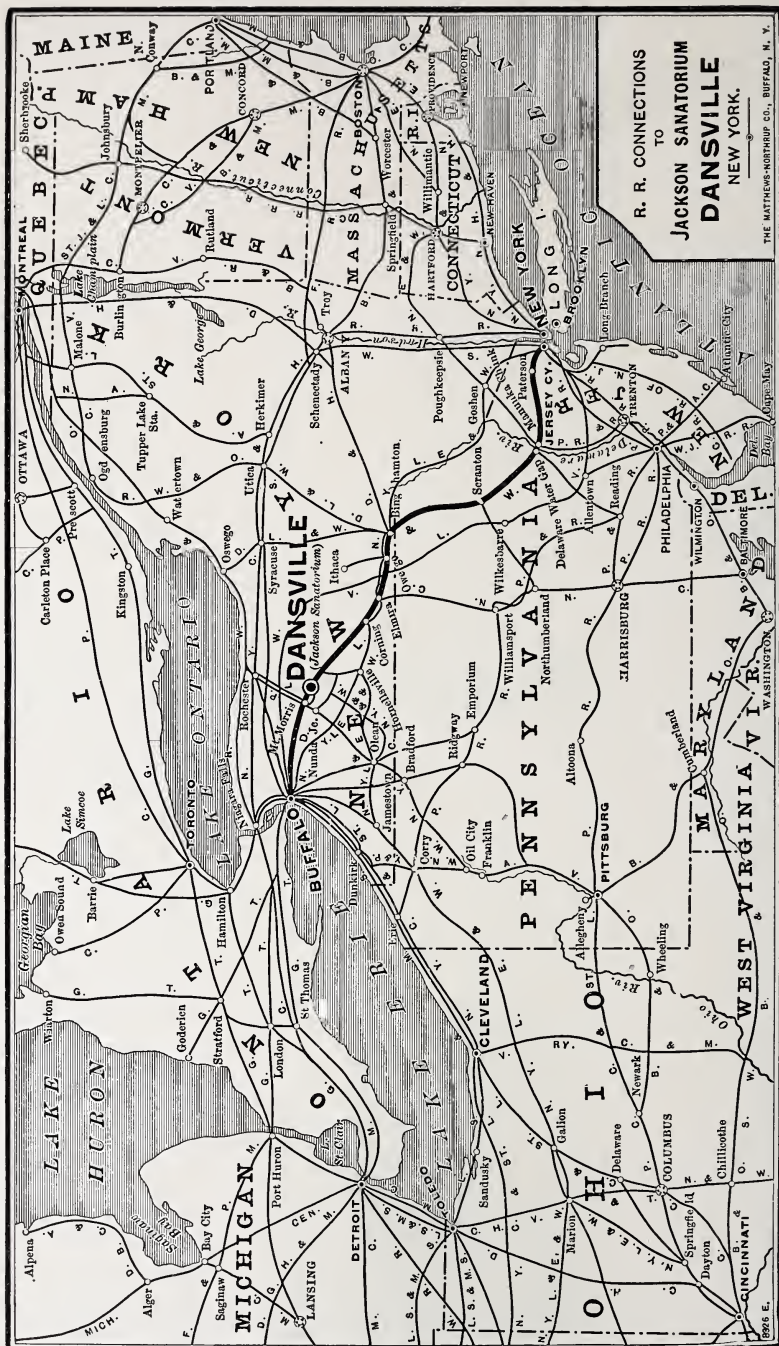 R. R. CONNECTIONS
TO
JACKSON SANATORIUM
DANSVILLE
NEW YORK.
THE MATTHEWS-NORTHRUP CO., BUFFALO, N. Y.
8926 E.
LAKE
HURON
Georgian
Bay
Lake
Simcoe
Owen Sound
Wiarton
Barrie
TORONTO
Hamilton
Goderich
Stratford
London
St Thomas
ONTARIO
Carleton Place
OTTAWA
Prescott
Kingston
MONTREAL
QUEBEC
Sherbrooke
MAINE
N. Conway
PORTLAND
Alpena
Alger
Saginaw
Bay
Bay City
Saginaw
MICHIGAN
LANSING
Port Huron
L.
St Clair
DETROIT
LAKE ERIE
LAKE ONTARIO
Niagara Falls
BUFFALO
Dunkirk
Jamestown
Olean
Mt. Morris
Nunda Jc.
Hornellsville
Rochester
DANSVILLE
(Jackson Sanatorium)
Corning
Elmira
Owego
Ithaca
Binghamton
Syracuse
Oswego
Watertown
Utica
Herkimer
Ogdensburg
Malone
Tupper Lake
Sta.
Lake
Champlain
Burlington
Lake George
Schenectady
Troy
ALBANY
Hudson
Poughkeepsie
Goshen
NEW YORK
BROOKLYN
LONG I.
VERMONT
Johnsbury
MONTPELIER
Rutland
Connecticut
CONCORD
MASSACHUSETTS
BOSTON
Worcester
Springfield
R.I.
PROVIDENCE
NEWPORT
CONNECTICUT
Willimantic
HARTFORD
NEW HAVEN
ATLANTIC OCEAN
NEW JERSEY
Paterson
JERSEY CY.
Manunka Chunk
Long Branch
TRENTON
Atlantic City
Cape May
Del.
Bay
Delaware
Riv.
DEL.
WILMINGTON
PENNSYLVANIA
Scranton
Delaware Water Gap
Wilkesbarre
Allentown
Reading
PHILADELPHIA
HARRISBURG
Northumberland
Williamsport
Emporium
Ridgway
Bradford
Corry
Oil City
Franklin
Erie
Altoona
PITTSBURG
Allegheny
MARYLAND
Cumberland
BALTIMORE
WASHINGTON
VIR.
WEST VIRGINIA
Wheeling
Ohio
Riv.
OHIO
CLEVELAND
Sandusky
TOLEDO
Galion
Marion
Delaware
Newark
COLUMBUS
Springfield
Dayton
Chillicothe
CINCINNATI